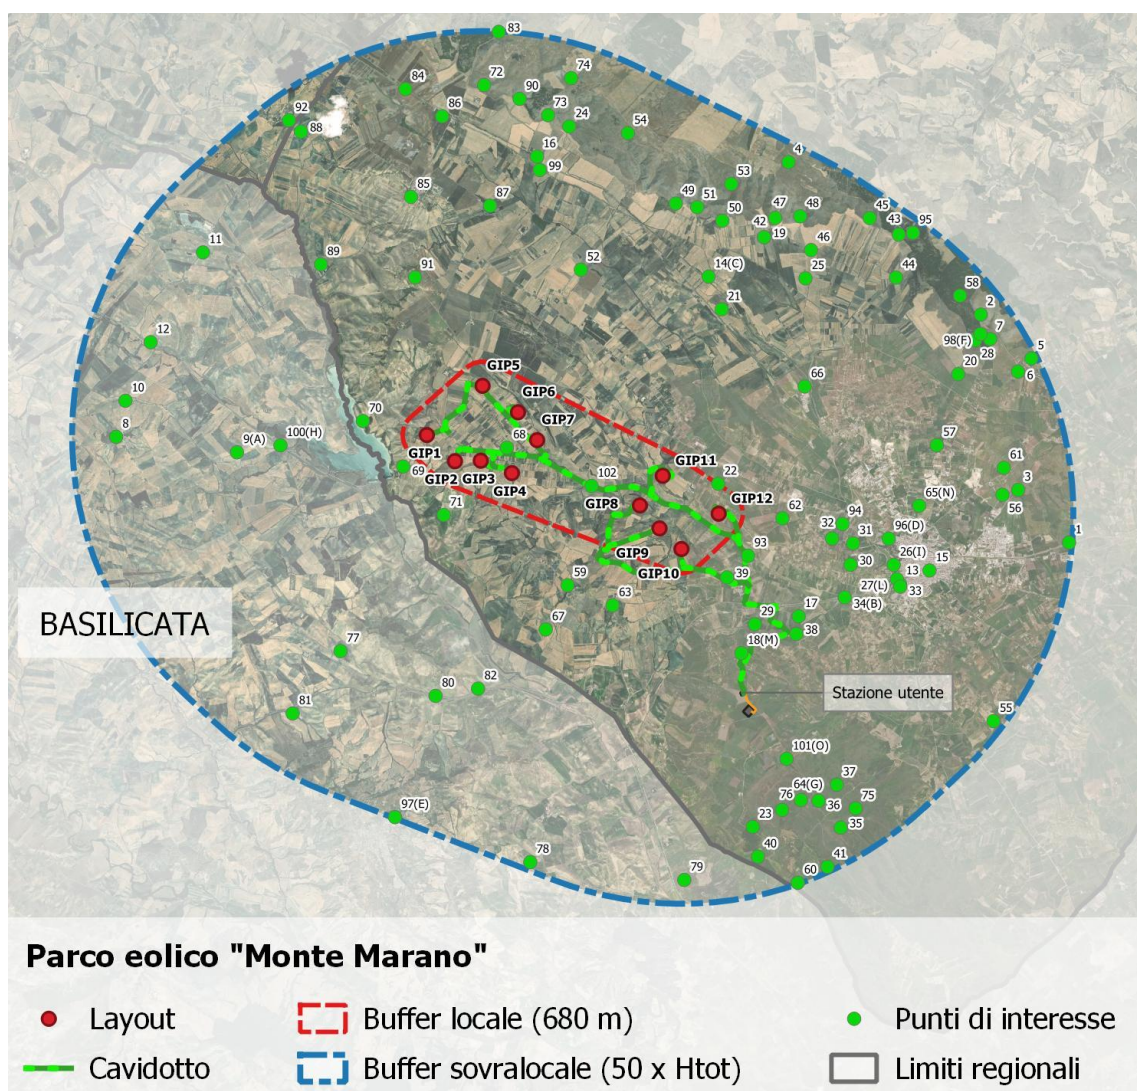 83
84
72
74
90
92
86
73
24
88
54
16
4
99
53
85
87
49
51
47
48
45
95
50
42
43
19
11
46
89
52
14(C)
91
25
44
58
21
2
12
7
98(F)
28
5
20
6
GIP5
66
10
GIP6
70
GIP7
8
57
9(A)
100(H)
GIP1
68
69
61
GIP2
GIP3
GIP11
22
3
GIP4
102
56
GIP8
GIP12
65(N)
71
62
94
1
32
31
96(D)
93
GIP9
26(I)
30
15
13
GIP10
39
59
27(L)
33
63
34(B)
17
BASILICATA
67
29
38
18(M)
77
82
80
Stazione utente
81
55
101(O)
64(G)
37
76
36
75
97(E)
23
35
40
78
41
79
60
Parco eolico "Monte Marano"
Layout
Buffer locale (680 m)
Punti di interesse
Cavidotto
Buffer sovralocale (50 x Htot)
Limiti regionali